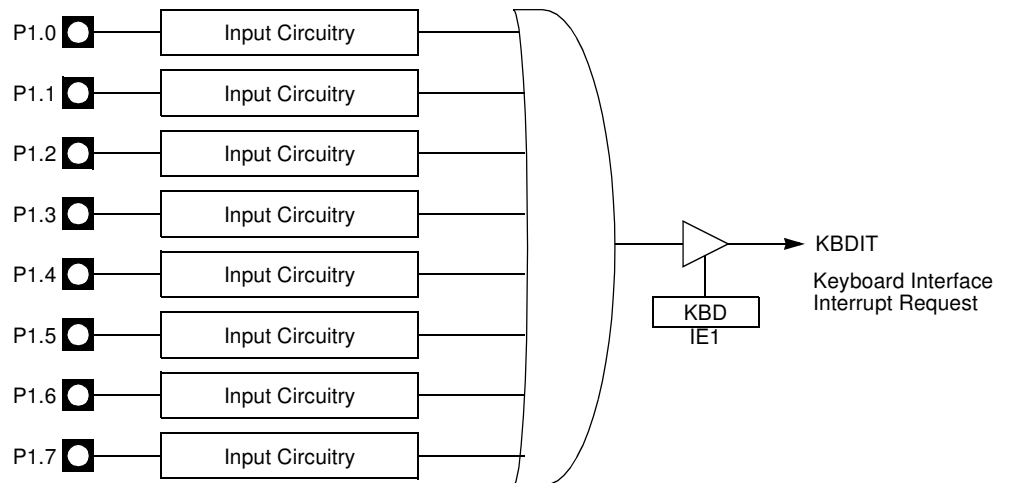 P1.0 Input Circuitry
P1.1 Input Circuitry
P1.2 Input Circuitry
P1.3 Input Circuitry
P1.4 Input Circuitry
P1.5 Input Circuitry
P1.6 Input Circuitry
P1.7 Input Circuitry
KBDIT
Keyboard Interface
Interrupt Request
KBD
IE1